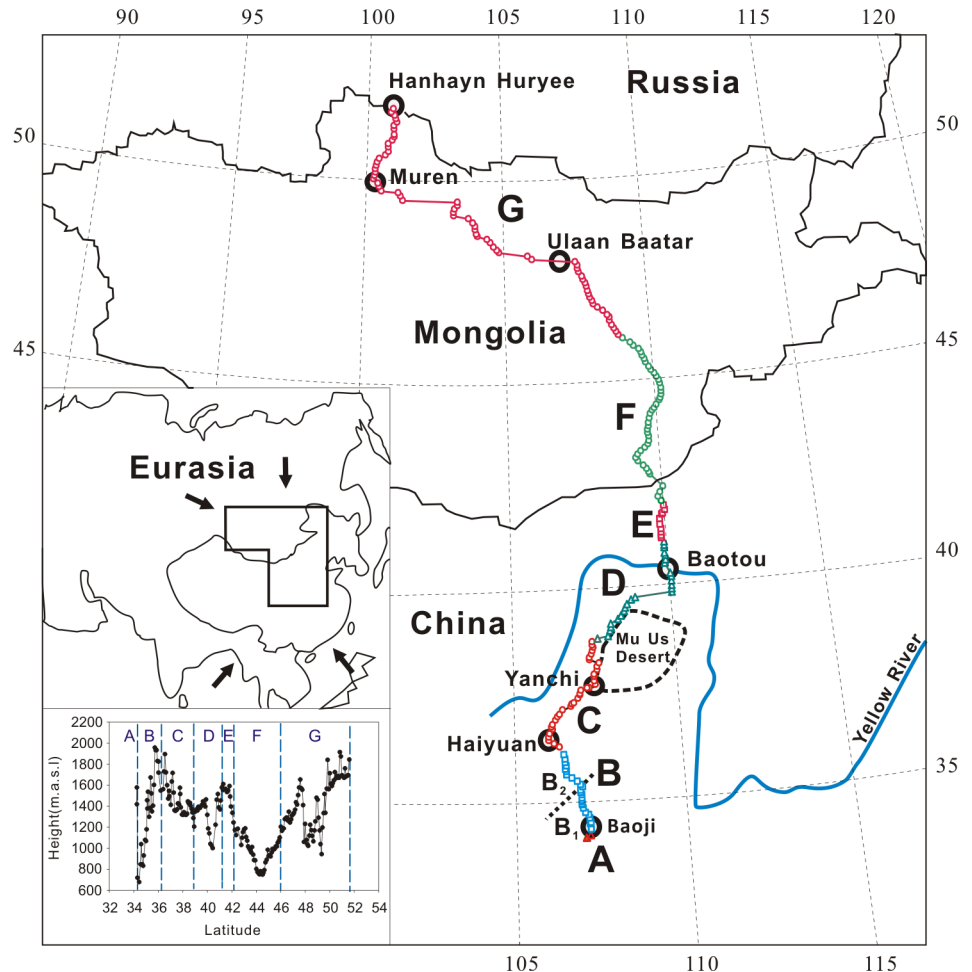 90 95 100 105 110 115 120
Hanhayn Huryee
Russia
50
50
Muren
G
Ulaan Baatar
Mongolia
45
45
F
Eurasia
E
Baotou
40
D
China
Mu Us
Desert
Yanchi
C
Yellow River
Haiyuan
B
B2
35
B1
Baoji
A
2200
2000
1800
1600
1400
1200
1000
800
600
Height(m.a.s.l)
A B C D E F G
32 34 36 38 40 42 44 46 48 50 52 54
Latitude
105 110 115